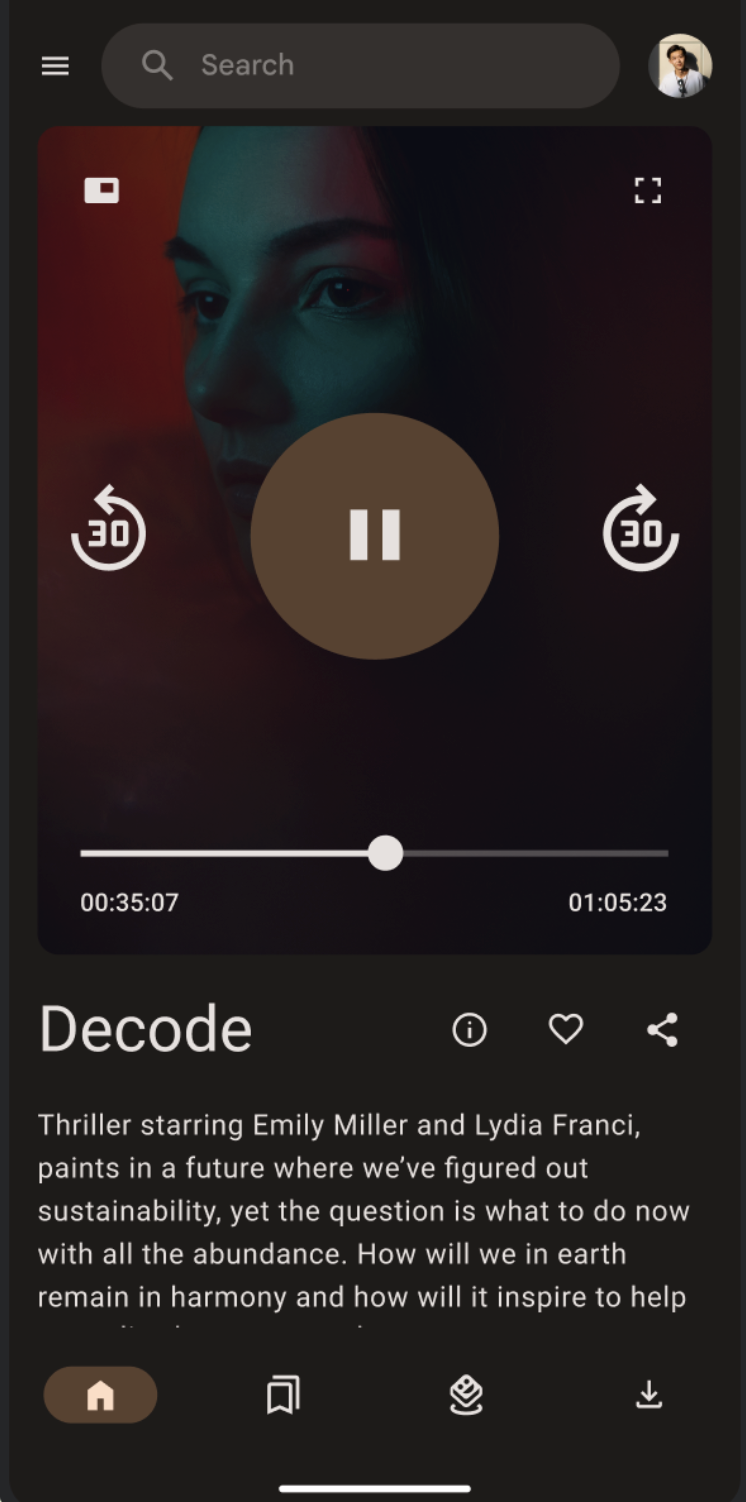 Search
30
30
00:35:07
01:05:23
Decode
Thriller starring Emily Miller and Lydia Franci,
paints in a future where we’ve figured out
sustainability, yet the question is what to do now
with all the abundance. How will we in earth
remain in harmony and how will it inspire to help